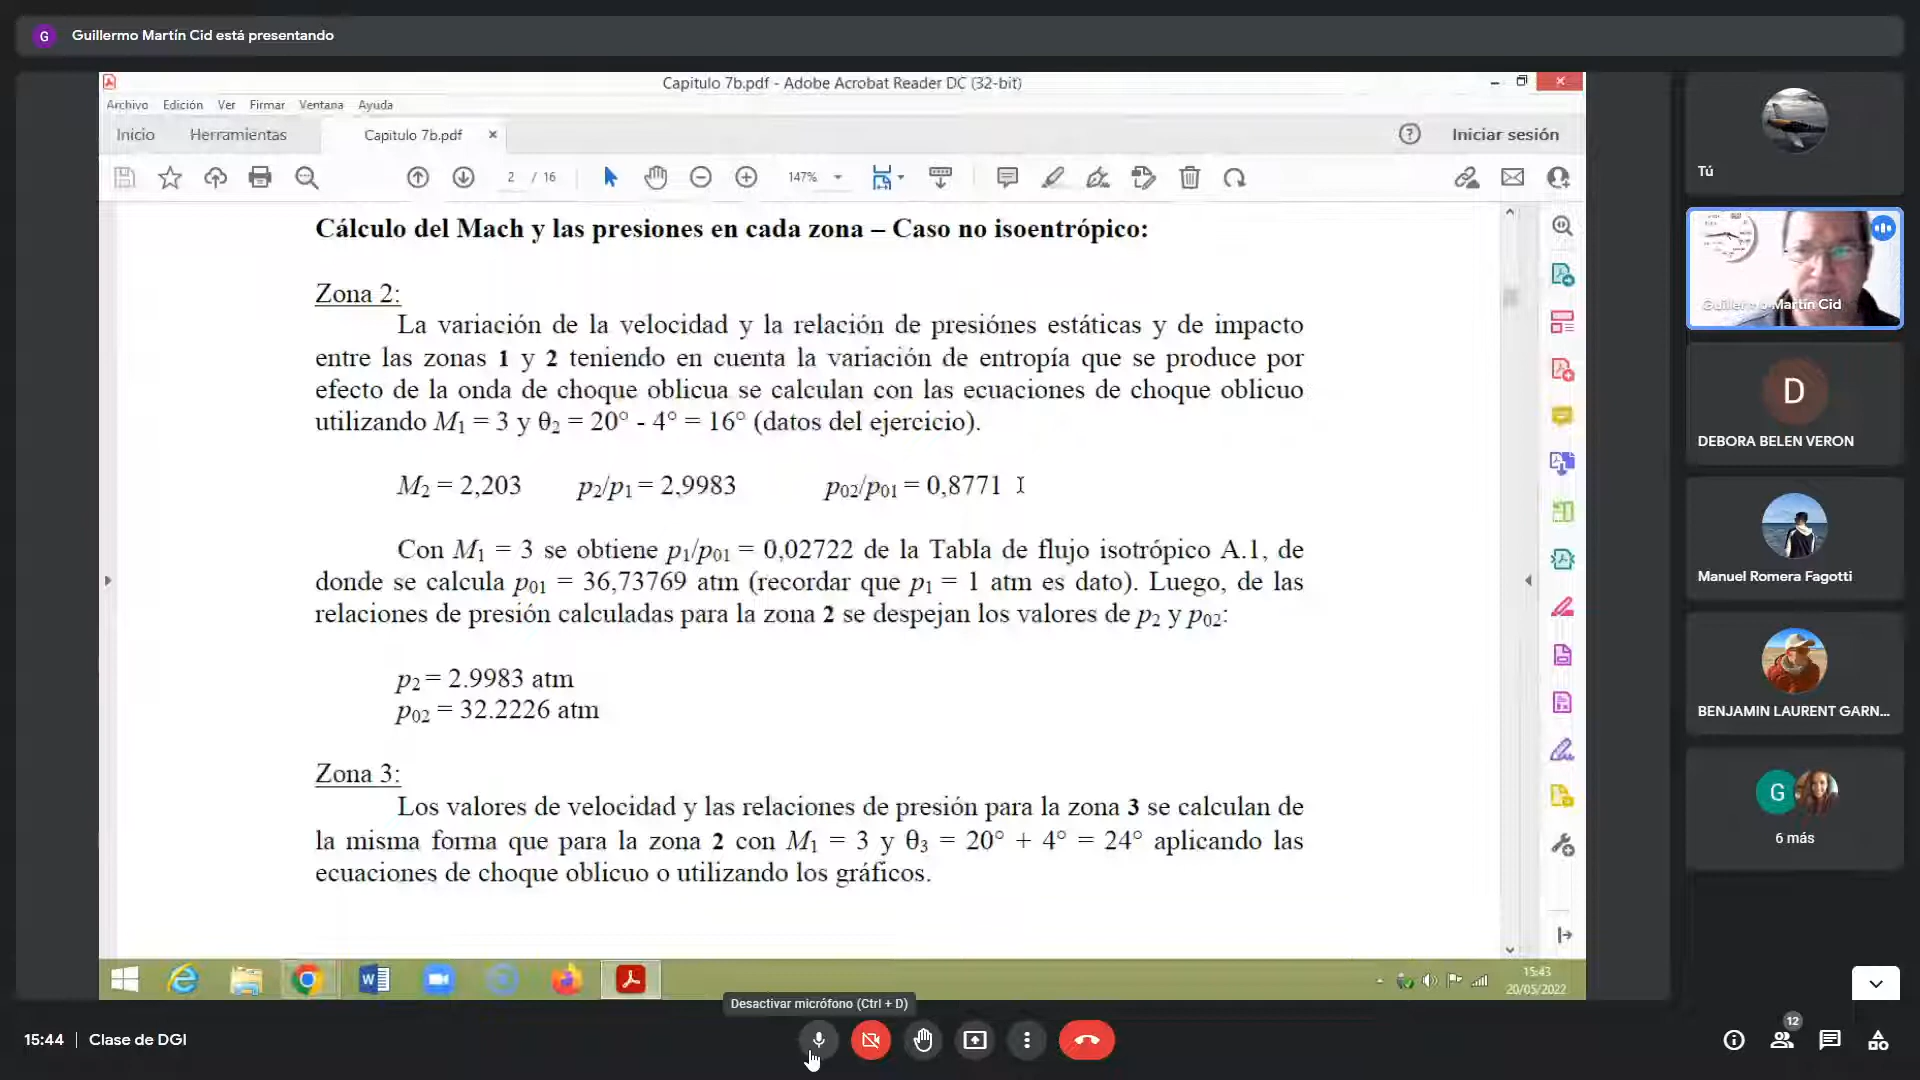 G Guillermo Martín Cid está presentando
Capitulo 7b.pdf - Adobe Acrobat Reader DC (32-bit)
Archivo Edición Ver Firmar Ventana Ayuda
Inicio Herramientas Capitulo 7b.pdf × ? Iniciar sesión
2 / 16 147%
Cálculo del Mach y las presiones en cada zona – Caso no isoentrópico:
Zona 2:
La variación de la velocidad y la relación de presiónes estáticas y de impacto
entre las zonas 1 y 2 teniendo en cuenta la variación de entropía que se produce por
efecto de la onda de choque oblicua se calculan con las ecuaciones de choque oblicuo
utilizando M1 = 3 y θ2 = 20° - 4° = 16° (datos del ejercicio).
M2 = 2,203 p2/p1 = 2,9983 p02/p01 = 0,8771
Con M1 = 3 se obtiene p1/p01 = 0,02722 de la Tabla de flujo isotrópico A.1, de
donde se calcula p01 = 36,73769 atm (recordar que p1 = 1 atm es dato). Luego, de las
relaciones de presión calculadas para la zona 2 se despejan los valores de p2 y p02:
p2 = 2.9983 atm
p02 = 32.2226 atm
Zona 3:
Los valores de velocidad y las relaciones de presión para la zona 3 se calculan de
la misma forma que para la zona 2 con M1 = 3 y θ3 = 20° + 4° = 24° aplicando las
ecuaciones de choque oblicuo o utilizando los gráficos.
15:43
20/05/2022
Tú
Guillermo Martín Cid
D
DEBORA BELEN VERON
Manuel Romera Fagotti
BENJAMIN LAURENT GARN...
G
6 más
Desactivar micrófono (Ctrl + D)
15:44 | Clase de DGI
12